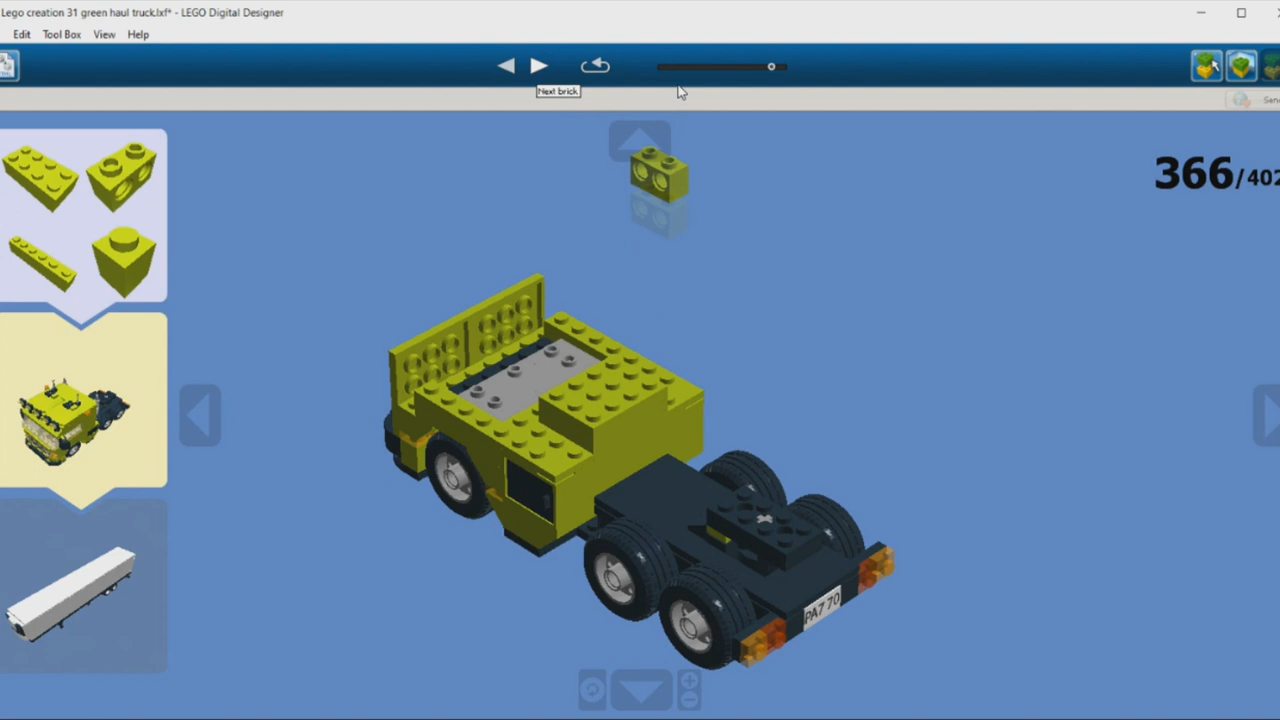 Lego creation 31 green haul truck.lxf* - LEGO Digital Designer
Edit Tool Box View Help
Next brick
366/402
PA7 70